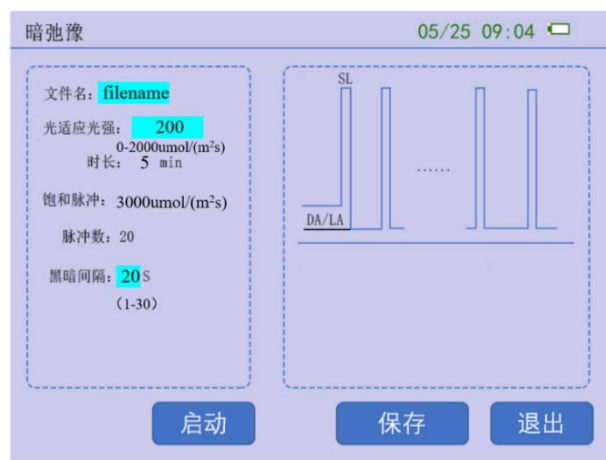 暗弛豫
05/25 09:04
文件名: filename
光适应光强: 200
0-2000umol/(m²s)
时长: 5 min
饱和脉冲: 3000umol/(m²s)
脉冲数: 20
黑暗间隔: 20 S
（1-30）
SL
......
DA/LA
启动
保存
退出